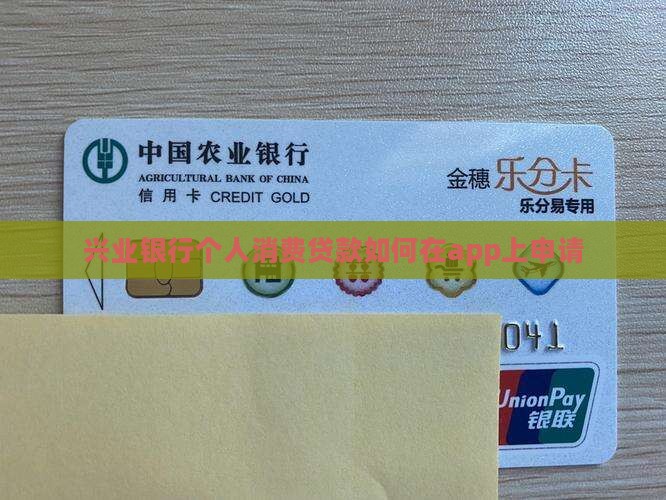 中国农业银行
AGRICULTURAL BANK OF CHINA
信用卡 CREDIT GOLD
金穗 乐分卡
乐分易专用
兴业银行个人消费贷款如何在app上申请
041
UnionPay
银联